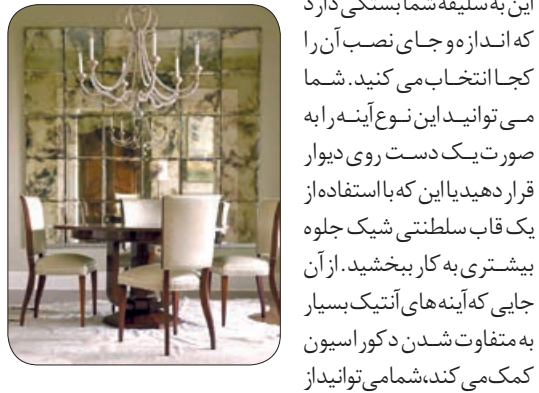 این به سلیقه شما بستگی دارد
که اندازه و جای نصب آن را
کجا انتخاب می کنید. شما
می توانید این نوع آینه را به
صورت یک دست روی دیوار
قرار دهید یا این که با استفاده از
یک قاب سلطنتی شیک جلوه
بیشتری به کار ببخشید. از آن
جایی که آینه های آنتیک بسیار
به متفاوت شدن دکوراسیون
کمک می کند، شما می توانید از